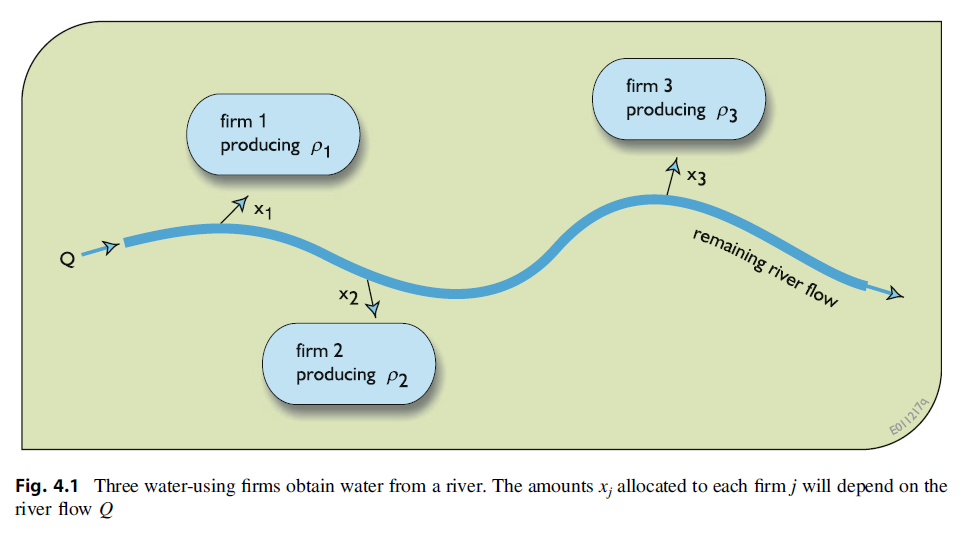 firm 3
producing ρ3
firm 1
producing ρ1
x3
x1
Q
remaining river flow
x2
firm 2
producing ρ2
E011217q
Fig. 4.1 Three water-using firms obtain water from a river. The amounts xj allocated to each firm j will depend on the
river flow Q